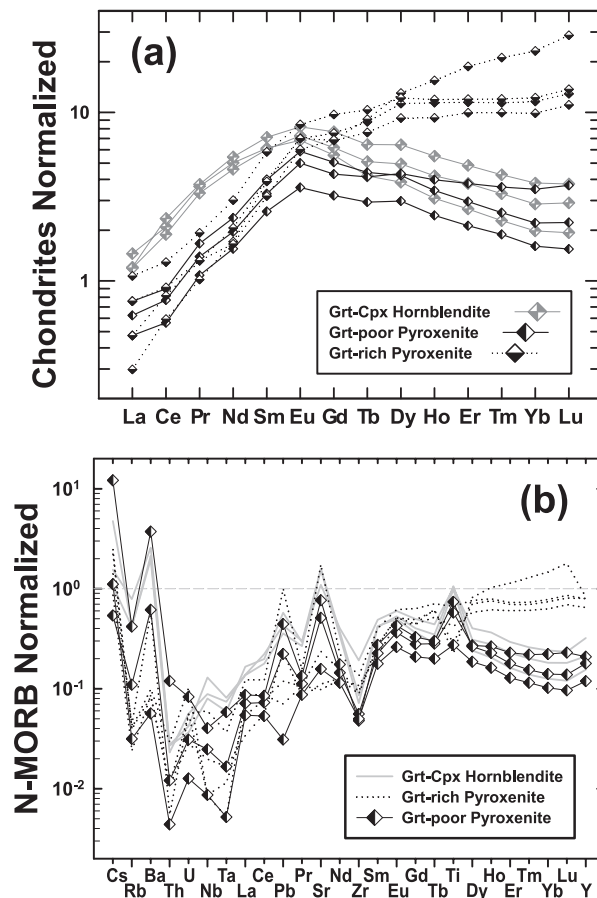 (a)
Chondrites Normalized
10
1
Grt-Cpx Hornblendite
Grt-poor Pyroxenite
Grt-rich Pyroxenite
La Ce Pr Nd Sm Eu Gd Tb Dy Ho Er Tm Yb Lu
(b)
N-MORB Normalized
10¹
10⁰
10⁻¹
10⁻²
Grt-Cpx Hornblendite
Grt-rich Pyroxenite
Grt-poor Pyroxenite
Cs Ba U Ta Ce Pr Nd Sm Gd Ti Ho Tm Lu
Rb Th Nb La Pb Sr Zr Eu Tb Dy Er Yb Y